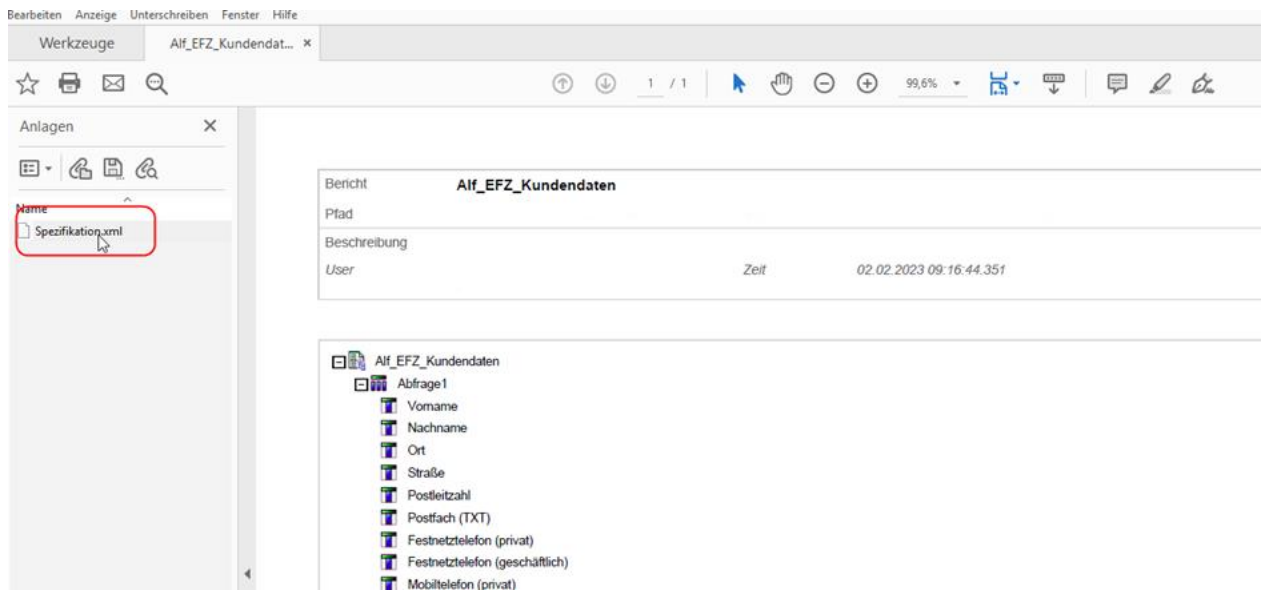 Bearbeiten Anzeige Unterschreiben Fenster Hilfe
Werkzeuge Alf_EFZ_Kundendat... ×
1 / 1 99,6%
Anlagen ×
Name
Spezifikation.xml
Bericht Alf_EFZ_Kundendaten
Pfad
Beschreibung
User Zeit 02.02.2023 09:16:44.351
Alf_EFZ_Kundendaten
Abfrage1
Vorname
Nachname
Ort
Straße
Postleitzahl
Postfach (TXT)
Festnetztelefon (privat)
Festnetztelefon (geschäftlich)
Mobiltelefon (privat)